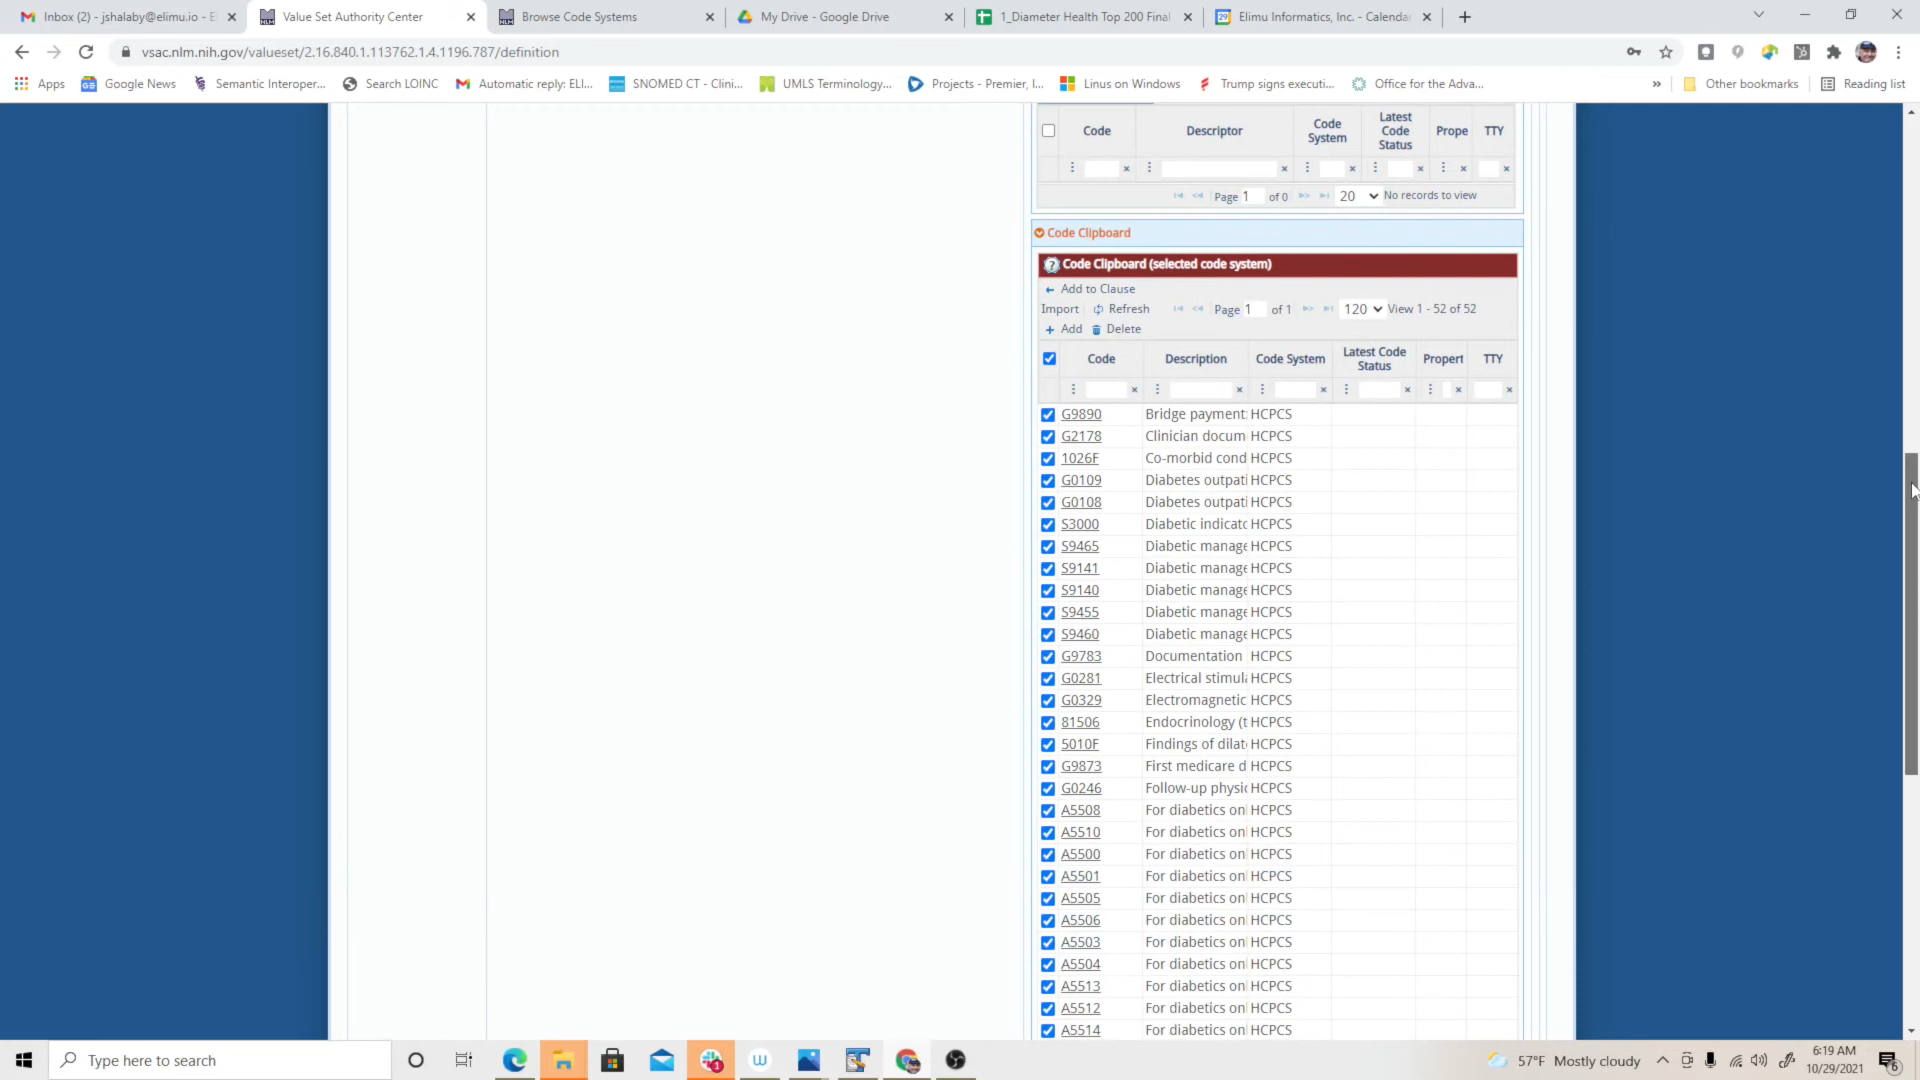 Inbox (2) - jshalaby@elimu.io - E
Value Set Authority Center
Browse Code Systems
My Drive - Google Drive
1_Diameter Health Top 200 Final
Elimu Informatics, Inc. - Calenda
vsac.nlm.nih.gov/valueset/2.16.840.1.113762.1.4.1196.787/definition
Apps
Google News
Semantic Interoper...
Search LOINC
Automatic reply: ELI...
SNOMED CT - Clini...
UMLS Terminology...
Projects - Premier, I...
Linus on Windows
Trump signs executi...
Office for the Adva...
Other bookmarks
Reading list
Code Descriptor Code System Latest Code Status Prope TTY
Page 1 of 0 20 No records to view
Code Clipboard
Code Clipboard (selected code system)
Add to Clause
Import Refresh Page 1 of 1 120 View 1 - 52 of 52
+ Add Delete
Code Description Code System Latest Code Status Propert TTY
G9890 Bridge payment HCPCS
G2178 Clinician docum HCPCS
1026F Co-morbid cond HCPCS
G0109 Diabetes outpati HCPCS
G0108 Diabetes outpati HCPCS
S3000 Diabetic indicato HCPCS
S9465 Diabetic manage HCPCS
S9141 Diabetic manage HCPCS
S9140 Diabetic manage HCPCS
S9455 Diabetic manage HCPCS
S9460 Diabetic manage HCPCS
G9783 Documentation HCPCS
G0281 Electrical stimula HCPCS
G0329 Electromagnetic HCPCS
81506 Endocrinology (t HCPCS
5010F Findings of dilat HCPCS
G9873 First medicare d HCPCS
G0246 Follow-up physic HCPCS
A5508 For diabetics on HCPCS
A5510 For diabetics on HCPCS
A5500 For diabetics on HCPCS
A5501 For diabetics on HCPCS
A5505 For diabetics on HCPCS
A5506 For diabetics on HCPCS
A5503 For diabetics on HCPCS
A5504 For diabetics on HCPCS
A5513 For diabetics on HCPCS
A5512 For diabetics on HCPCS
A5514 For diabetics on HCPCS
Type here to search
57°F Mostly cloudy
6:19 AM
10/29/2021